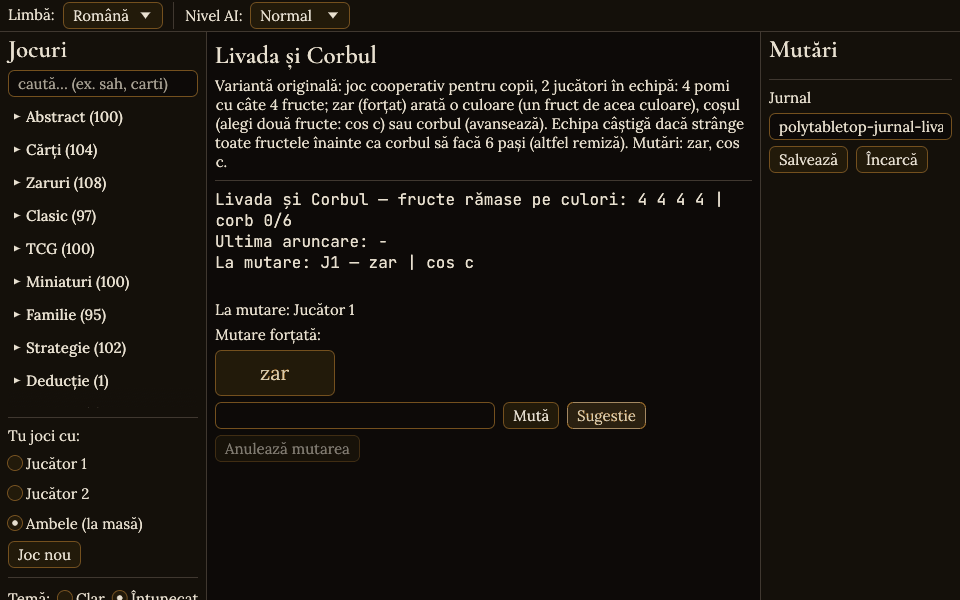 Limbă: Română ▼ Nivel AI: Normal ▼
Jocuri
caută... (ex. sah, carti)
▸ Abstract (100)
▸ Cărți (104)
▸ Zaruri (108)
▸ Clasic (97)
▸ TCG (100)
▸ Miniaturi (100)
▸ Familie (95)
▸ Strategie (102)
▸ Deducție (1)
Tu joci cu:
Jucător 1
Jucător 2
Ambele (la masă)
Joc nou
Temă: Clar Întunecat
Livada și Corbul
Variantă originală: joc cooperativ pentru copii, 2 jucători în echipă: 4 pomi
cu câte 4 fructe; zar (forțat) arată o culoare (un fruct de acea culoare), coșul
(alegi două fructe: cos c) sau corbul (avansează). Echipa câștigă dacă strânge
toate fructele înainte ca corbul să facă 6 pași (altfel remiză). Mutări: zar, cos
c.
Livada și Corbul — fructe rămase pe culori: 4 4 4 4 |
corb 0/6
Ultima aruncare: -
La mutare: J1 — zar | cos c
La mutare: Jucător 1
Mutare forțată:
zar
Mută Sugestie
Anulează mutarea
Mutări
Jurnal
polytabletop-jurnal-liva
Salvează Încarcă